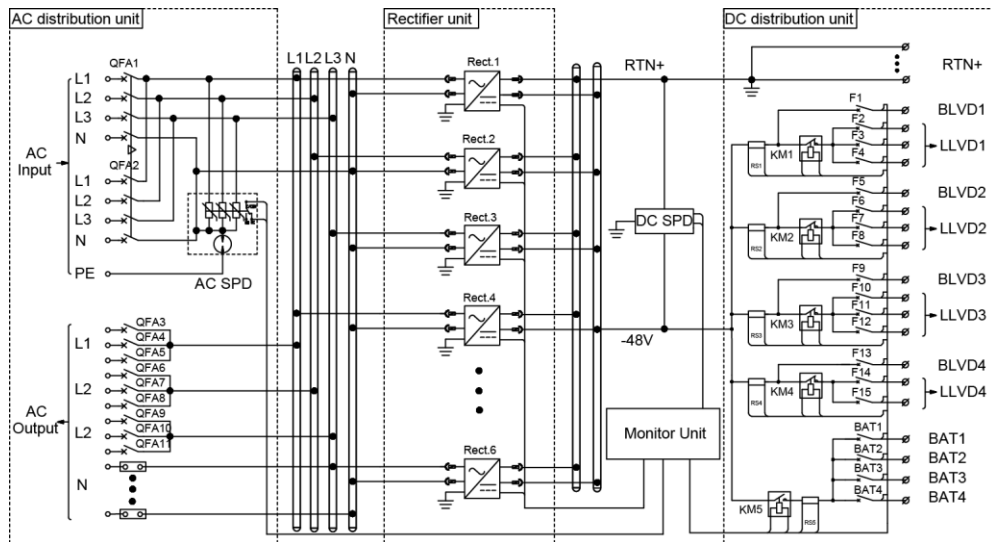 AC distribution unit
Rectifier unit
DC distribution unit
QFA1
L1
L2
L3
N
QFA2
AC
Input
L1
L2
L3
N
PE
AC SPD
QFA3
L1
QFA4
QFA5
QFA6
L2
QFA7
QFA8
QFA9
AC
Output
L2
QFA10
QFA11
N
L1 L2 L3 N
Rect.1
Rect.2
Rect.3
Rect.4
Rect.6
RTN+
DC SPD
-48V
Monitor Unit
RTN+
F1
BLVD1
F2
F3
LLVD1
F4
RS1
KM1
F5
BLVD2
F6
F7
LLVD2
F8
RS2
KM2
F9
BLVD3
F10
F11
LLVD3
F12
RS3
KM3
F13
BLVD4
F14
LLVD4
F15
RS4
KM4
BAT1
BAT1
BAT2
BAT2
BAT3
BAT3
BAT4
BAT4
KM5
RS5